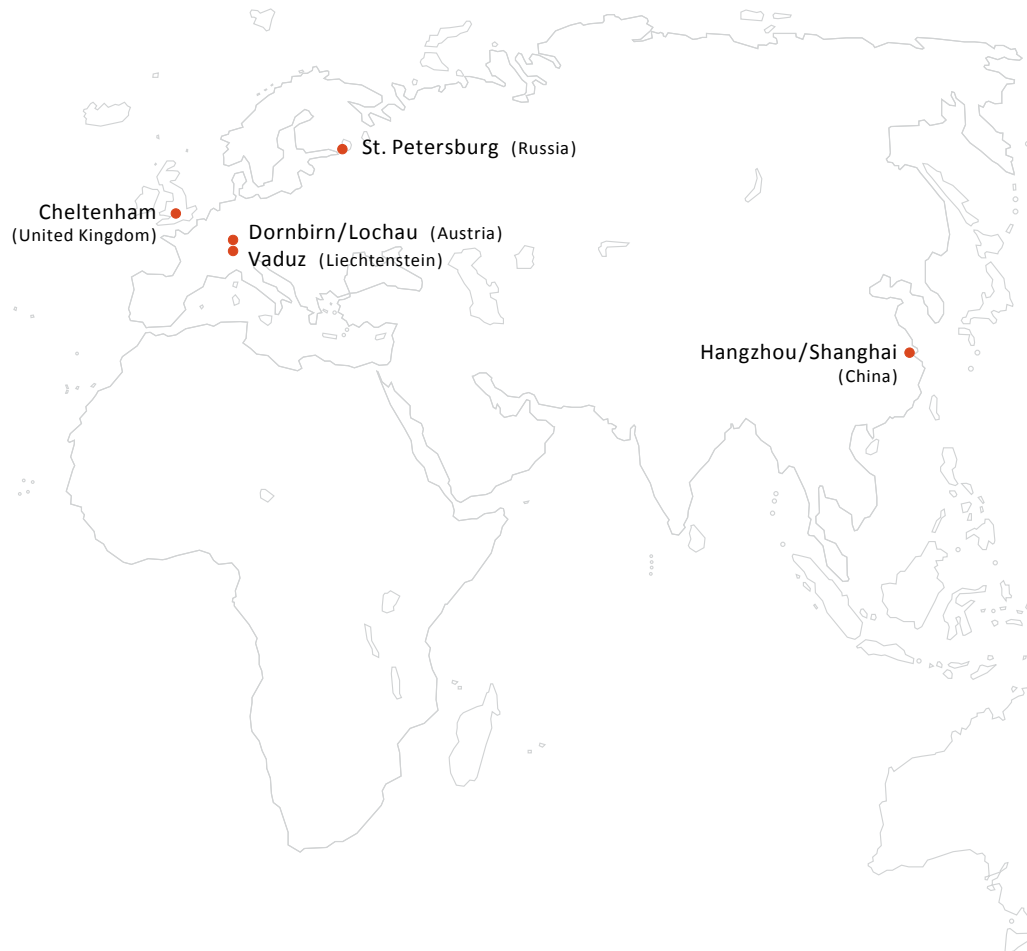 St. Petersburg (Russia)
Cheltenham
(United Kingdom)
Dornbirn/Lochau (Austria)
Vaduz (Liechtenstein)
Hangzhou/Shanghai
(China)